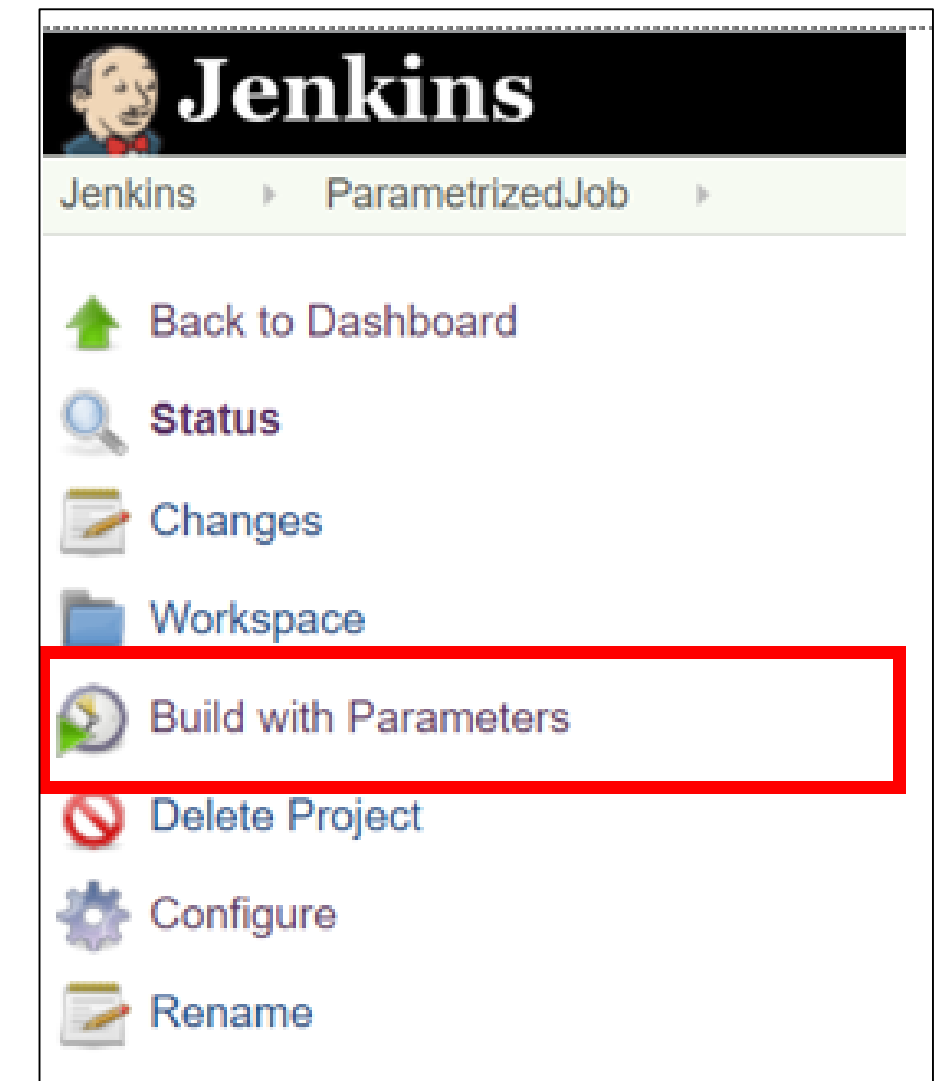 Jenkins
Jenkins ParametrizedJob
Back to Dashboard
Status
Changes
Workspace
Build with Parameters
Delete Project
Configure
Rename